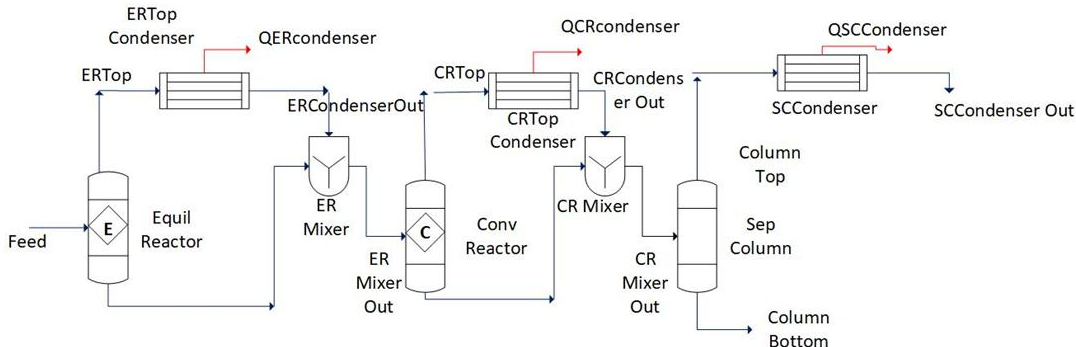 ERTop
Condenser
QERcondenser
QCRcondenser
QSCCondenser
ERTop
CRTop
CRCondens
er Out
ERCondenserOut
CRTop
Condenser
SCCondenser
SCCondenser Out
Column
Top
ER
Mixer
CR Mixer
E
Equil
Reactor
C
Conv
Reactor
Sep
Column
Feed
ER
Mixer
Out
CR
Mixer
Out
Column
Bottom